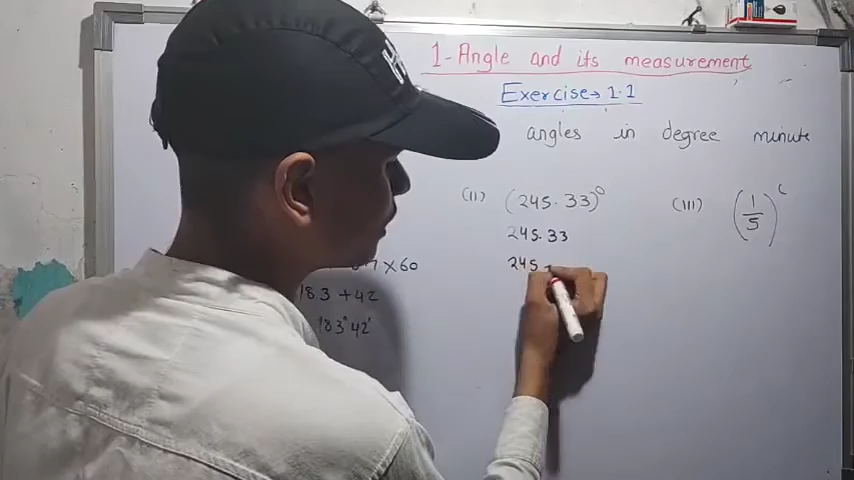 1-Angle and its measurement
Exercise→ 1.1
angles in degree minute
(II) (245.33)° (III) (1/5)ᶜ
245.33
7×60 245
183 + 42
183°42'